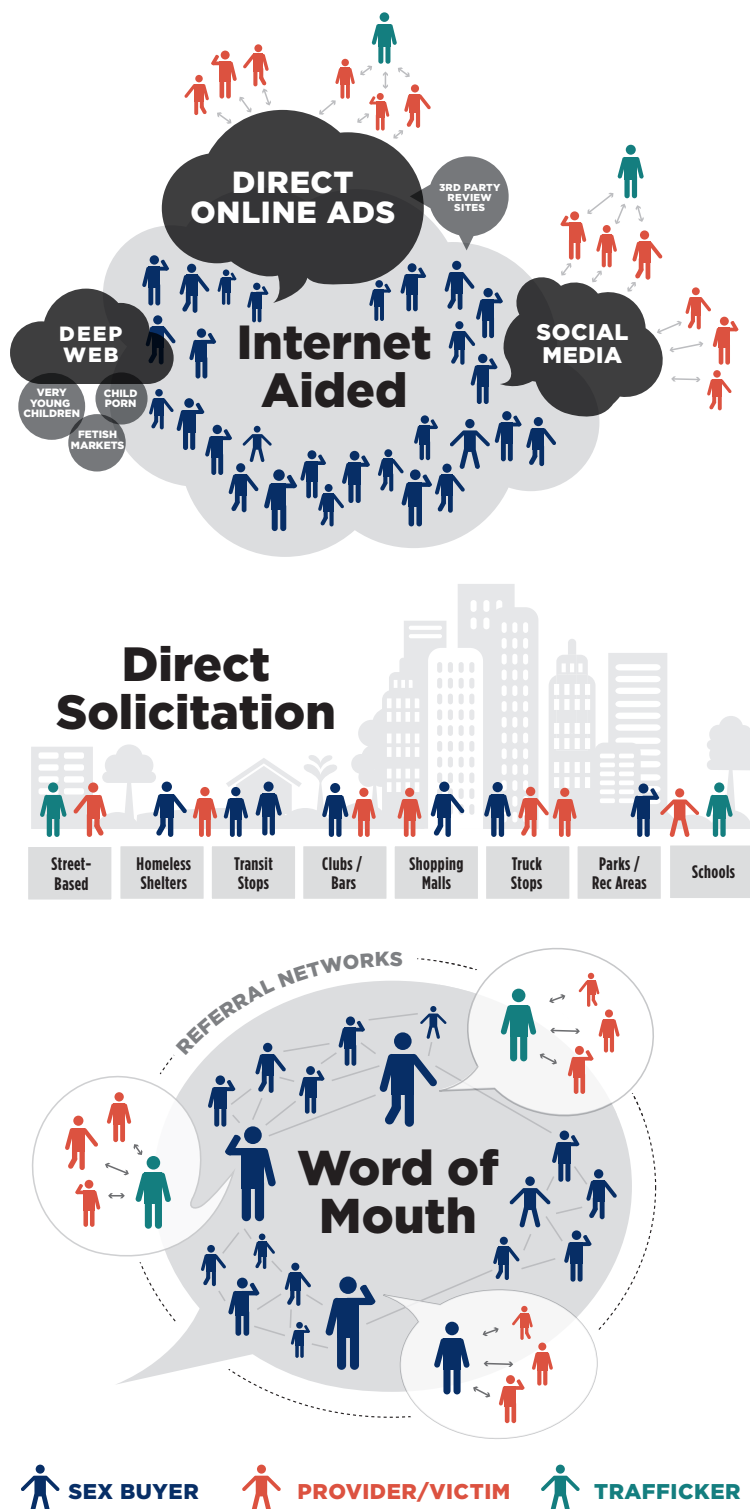 DIRECT
ONLINE ADS
3RD PARTY
REVIEW
SITES
DEEP
WEB
VERY
YOUNG
CHILDREN
CHILD
PORN
FETISH
MARKETS
Internet
Aided
SOCIAL
MEDIA
Direct
Solicitation
Street-
Based
Homeless
Shelters
Transit
Stops
Clubs /
Bars
Shopping
Malls
Truck
Stops
Parks /
Rec Areas
Schools
REFERRAL NETWORKS
Word of
Mouth
SEX BUYER
PROVIDER/VICTIM
TRAFFICKER